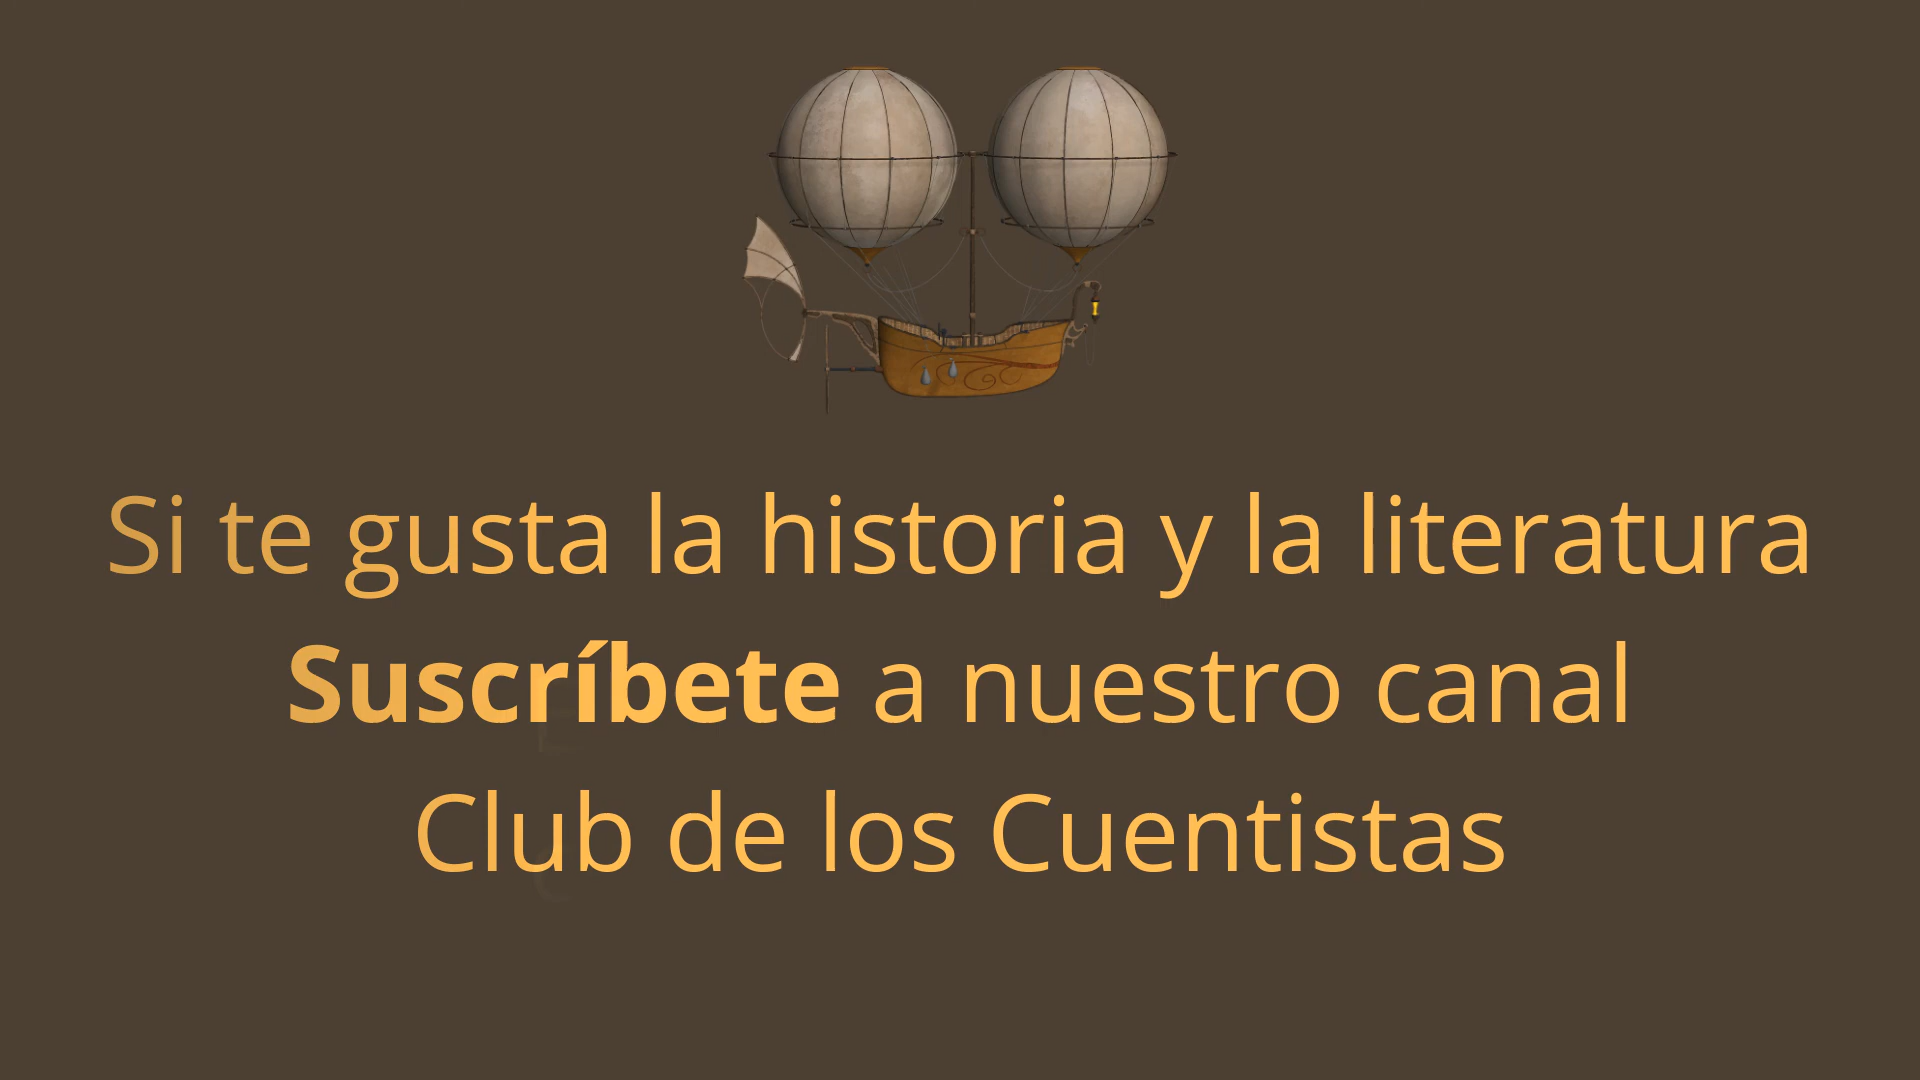 Si te gusta la historia y la literatura
Suscríbete a nuestro canal
Club de los Cuentistas